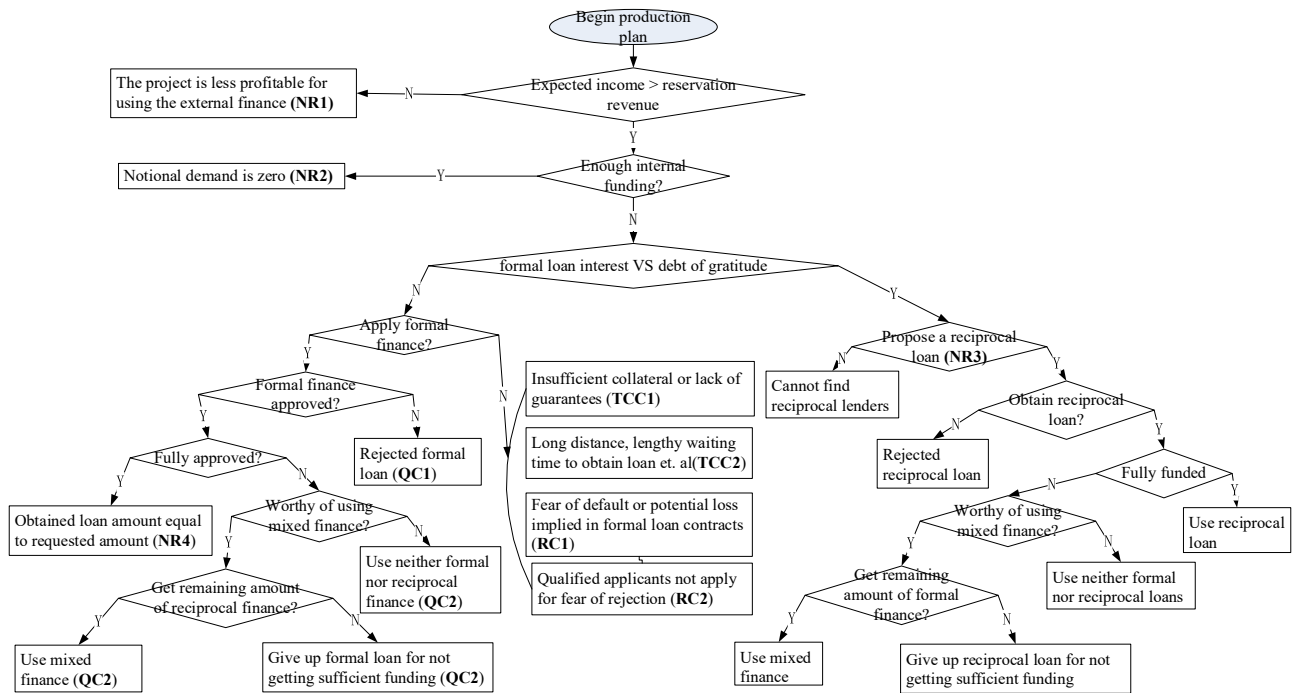 Begin production
plan
Expected income > reservation
revenue
N
The project is less profitable for
using the external finance (NR1)
Y
Enough internal
funding?
Y
Notional demand is zero (NR2)
N
formal loan interest VS debt of gratitude
N
Y
Apply formal
finance?
Y
N
Formal finance
approved?
Y
N
Fully approved?
Rejected formal
loan (QC1)
Y
N
Obtained loan amount equal
to requested amount (NR4)
Worthy of using
mixed finance?
Y
N
Use neither formal
nor reciprocal
finance (QC2)
Get remaining amount
of reciprocal finance?
Y
N
Use mixed
finance (QC2)
Give up formal loan for not
getting sufficient funding (QC2)
Insufficient collateral or lack of
guarantees (TCC1)
Long distance, lengthy waiting
time to obtain loan et. al(TCC2)
Fear of default or potential loss
implied in formal loan contracts
(RC1)
Qualified applicants not apply
for fear of rejection (RC2)
Propose a reciprocal
loan (NR3)
N
Y
Cannot find
reciprocal lenders
Obtain reciprocal
loan?
N
Y
Rejected
reciprocal loan
Fully funded
N
Y
Use reciprocal
loan
Worthy of using
mixed finance?
Y
N
Use neither formal
nor reciprocal loans
Get remaining
amount of formal
finance?
Y
N
Use mixed
finance
Give up reciprocal loan for not
getting sufficient funding